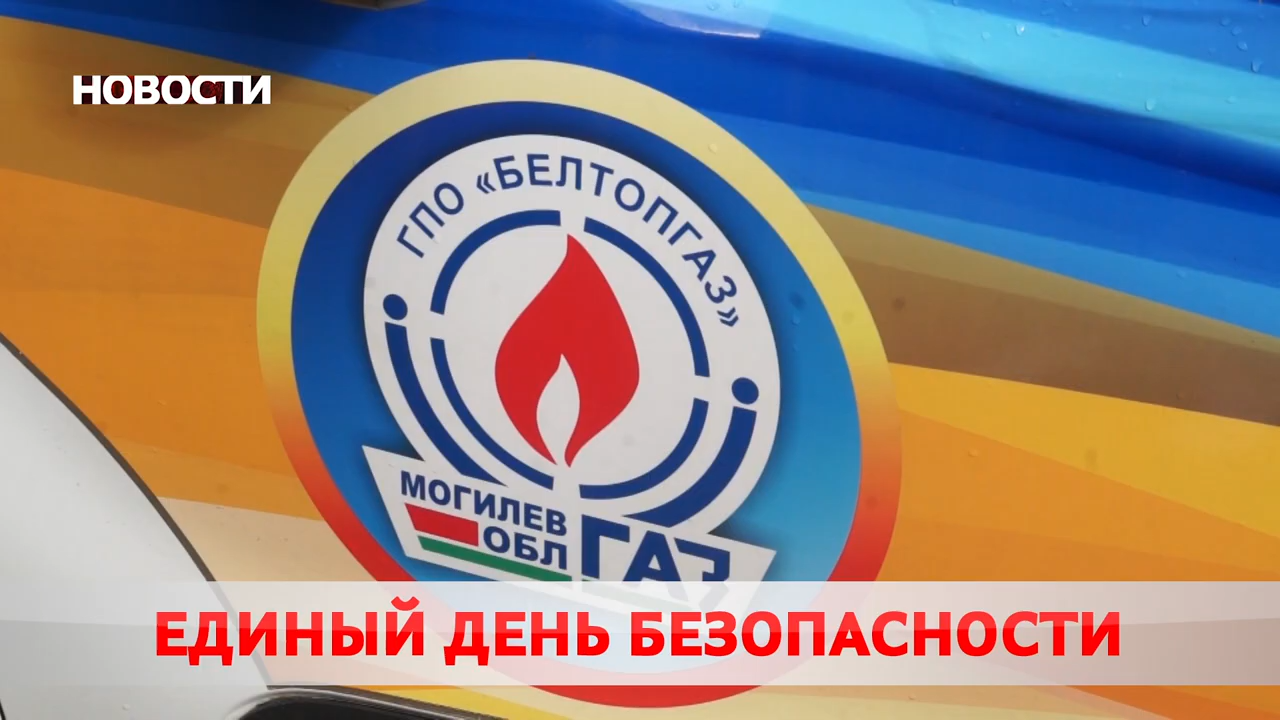 НОВОСТИ
ГПО «БЕЛТОПГАЗ»
МОГИЛЕВ
ОБЛ ГАЗ
ЕДИНЫЙ ДЕНЬ БЕЗОПАСНОСТИ